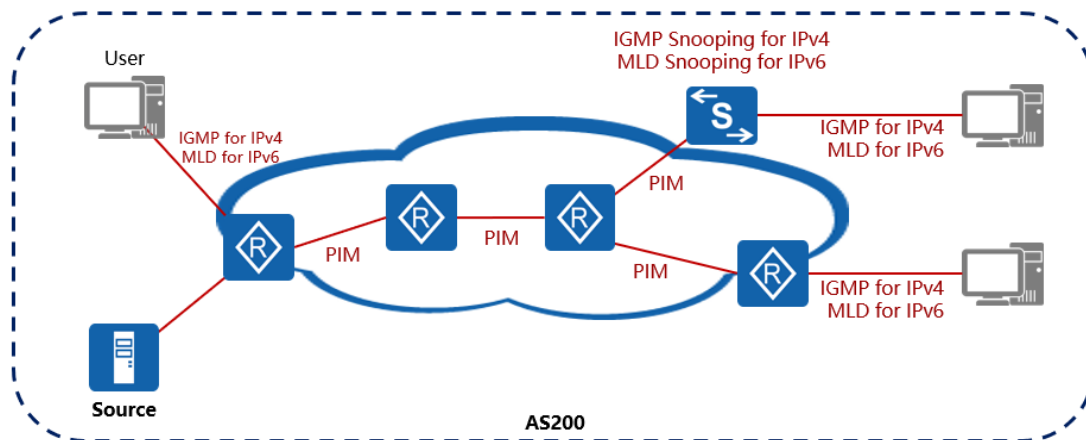 User
IGMP for IPv4
MLD for IPv6
IGMP Snooping for IPv4
MLD Snooping for IPv6
S
IGMP for IPv4
MLD for IPv6
PIM
R
R
R
PIM
PIM
PIM
R
IGMP for IPv4
MLD for IPv6
Source
AS200